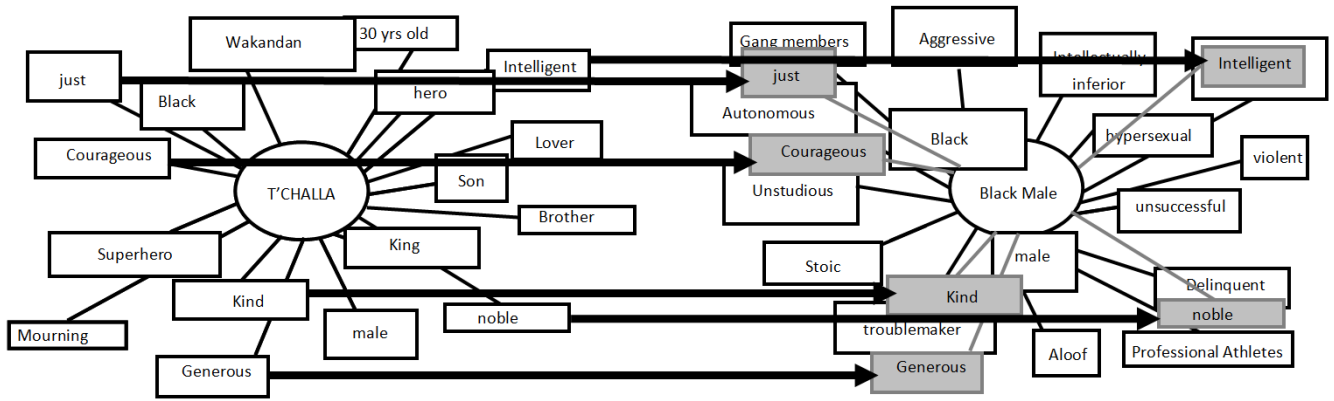 Wakandan
30 yrs old
just
Black
hero
Intelligent
Courageous
Lover
T'CHALLA
Son
Brother
Superhero
King
Kind
noble
Mourning
male
Generous
Gang members
Aggressive
Intellectually
inferior
Intelligent
just
Autonomous
Black
hypersexual
Courageous
violent
Unstudious
Black Male
unsuccessful
Stoic
male
Kind
Delinquent
noble
troublemaker
Aloof
Professional Athletes
Generous